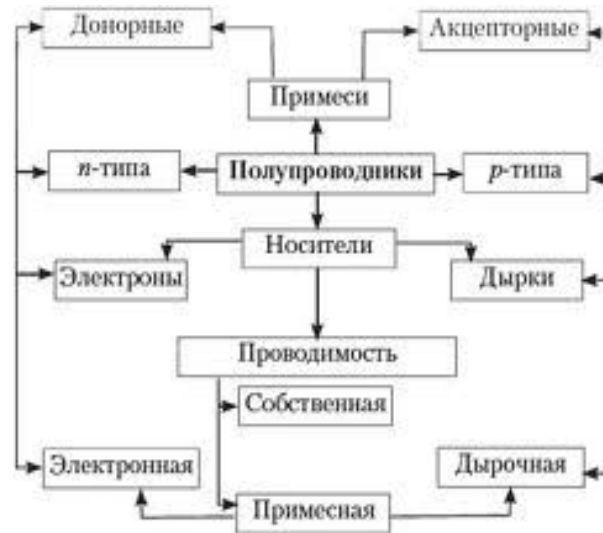 Донорные
Акцепторные
Примеси
n-типа
Полупроводники
p-типа
Носители
Электроны
Дырки
Проводимость
Собственная
Электронная
Дырочная
Примесная